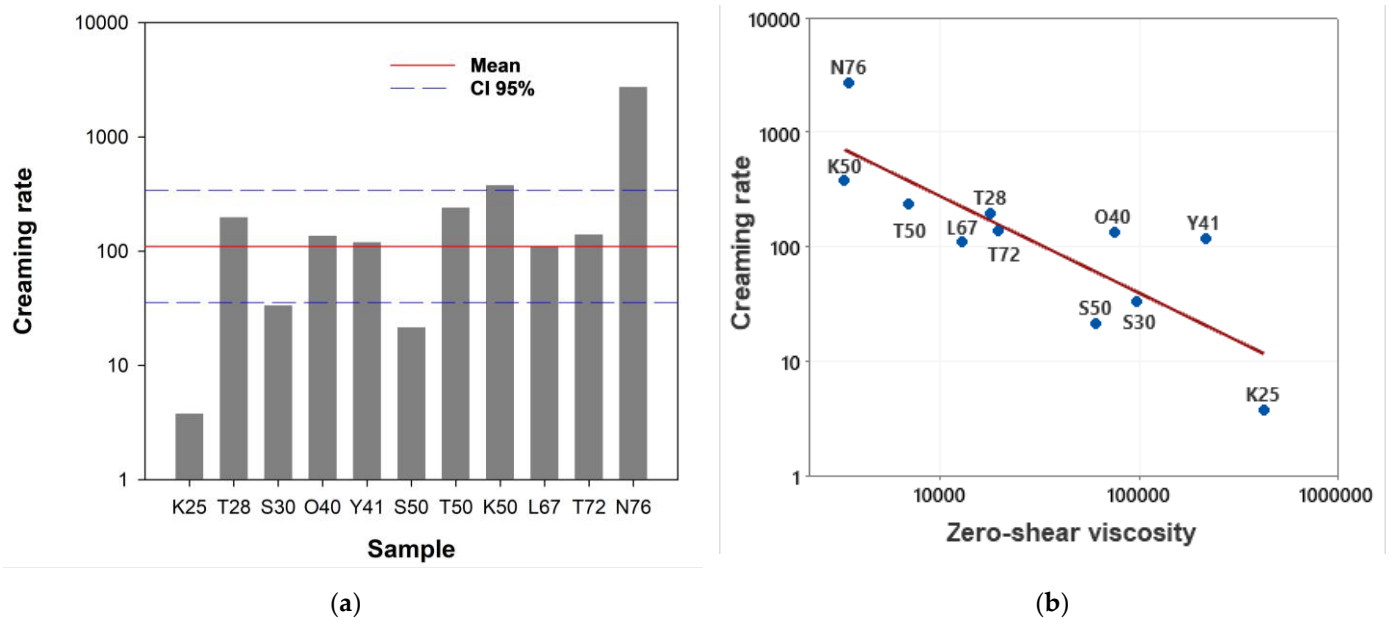 10000
1000
100
10
1
Creaming rate
Mean
CI 95%
K25 T28 S30 O40 Y41 S50 T50 K50 L67 T72 N76
Sample
(a)
10000
1000
100
10
1
Creaming rate
N76
K50
T50
L67
T28
T72
O40
Y41
S50
S30
K25
10000 100000 1000000
Zero-shear viscosity
(b)